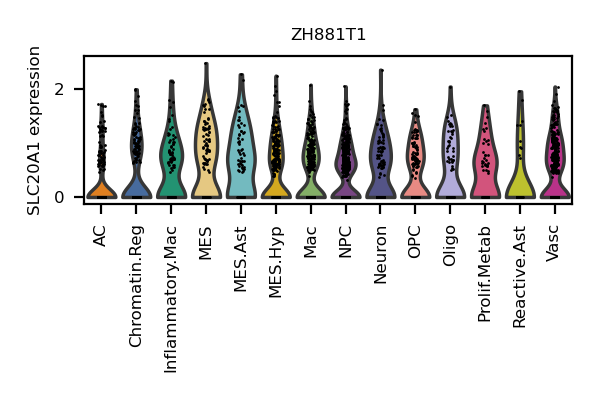 ZH881T1
SLC20A1 expression
2
0
AC
Chromatin.Reg
Inflammatory.Mac
MES
MES.Ast
MES.Hyp
Mac
NPC
Neuron
OPC
Oligo
Prolif.Metab
Reactive.Ast
Vasc